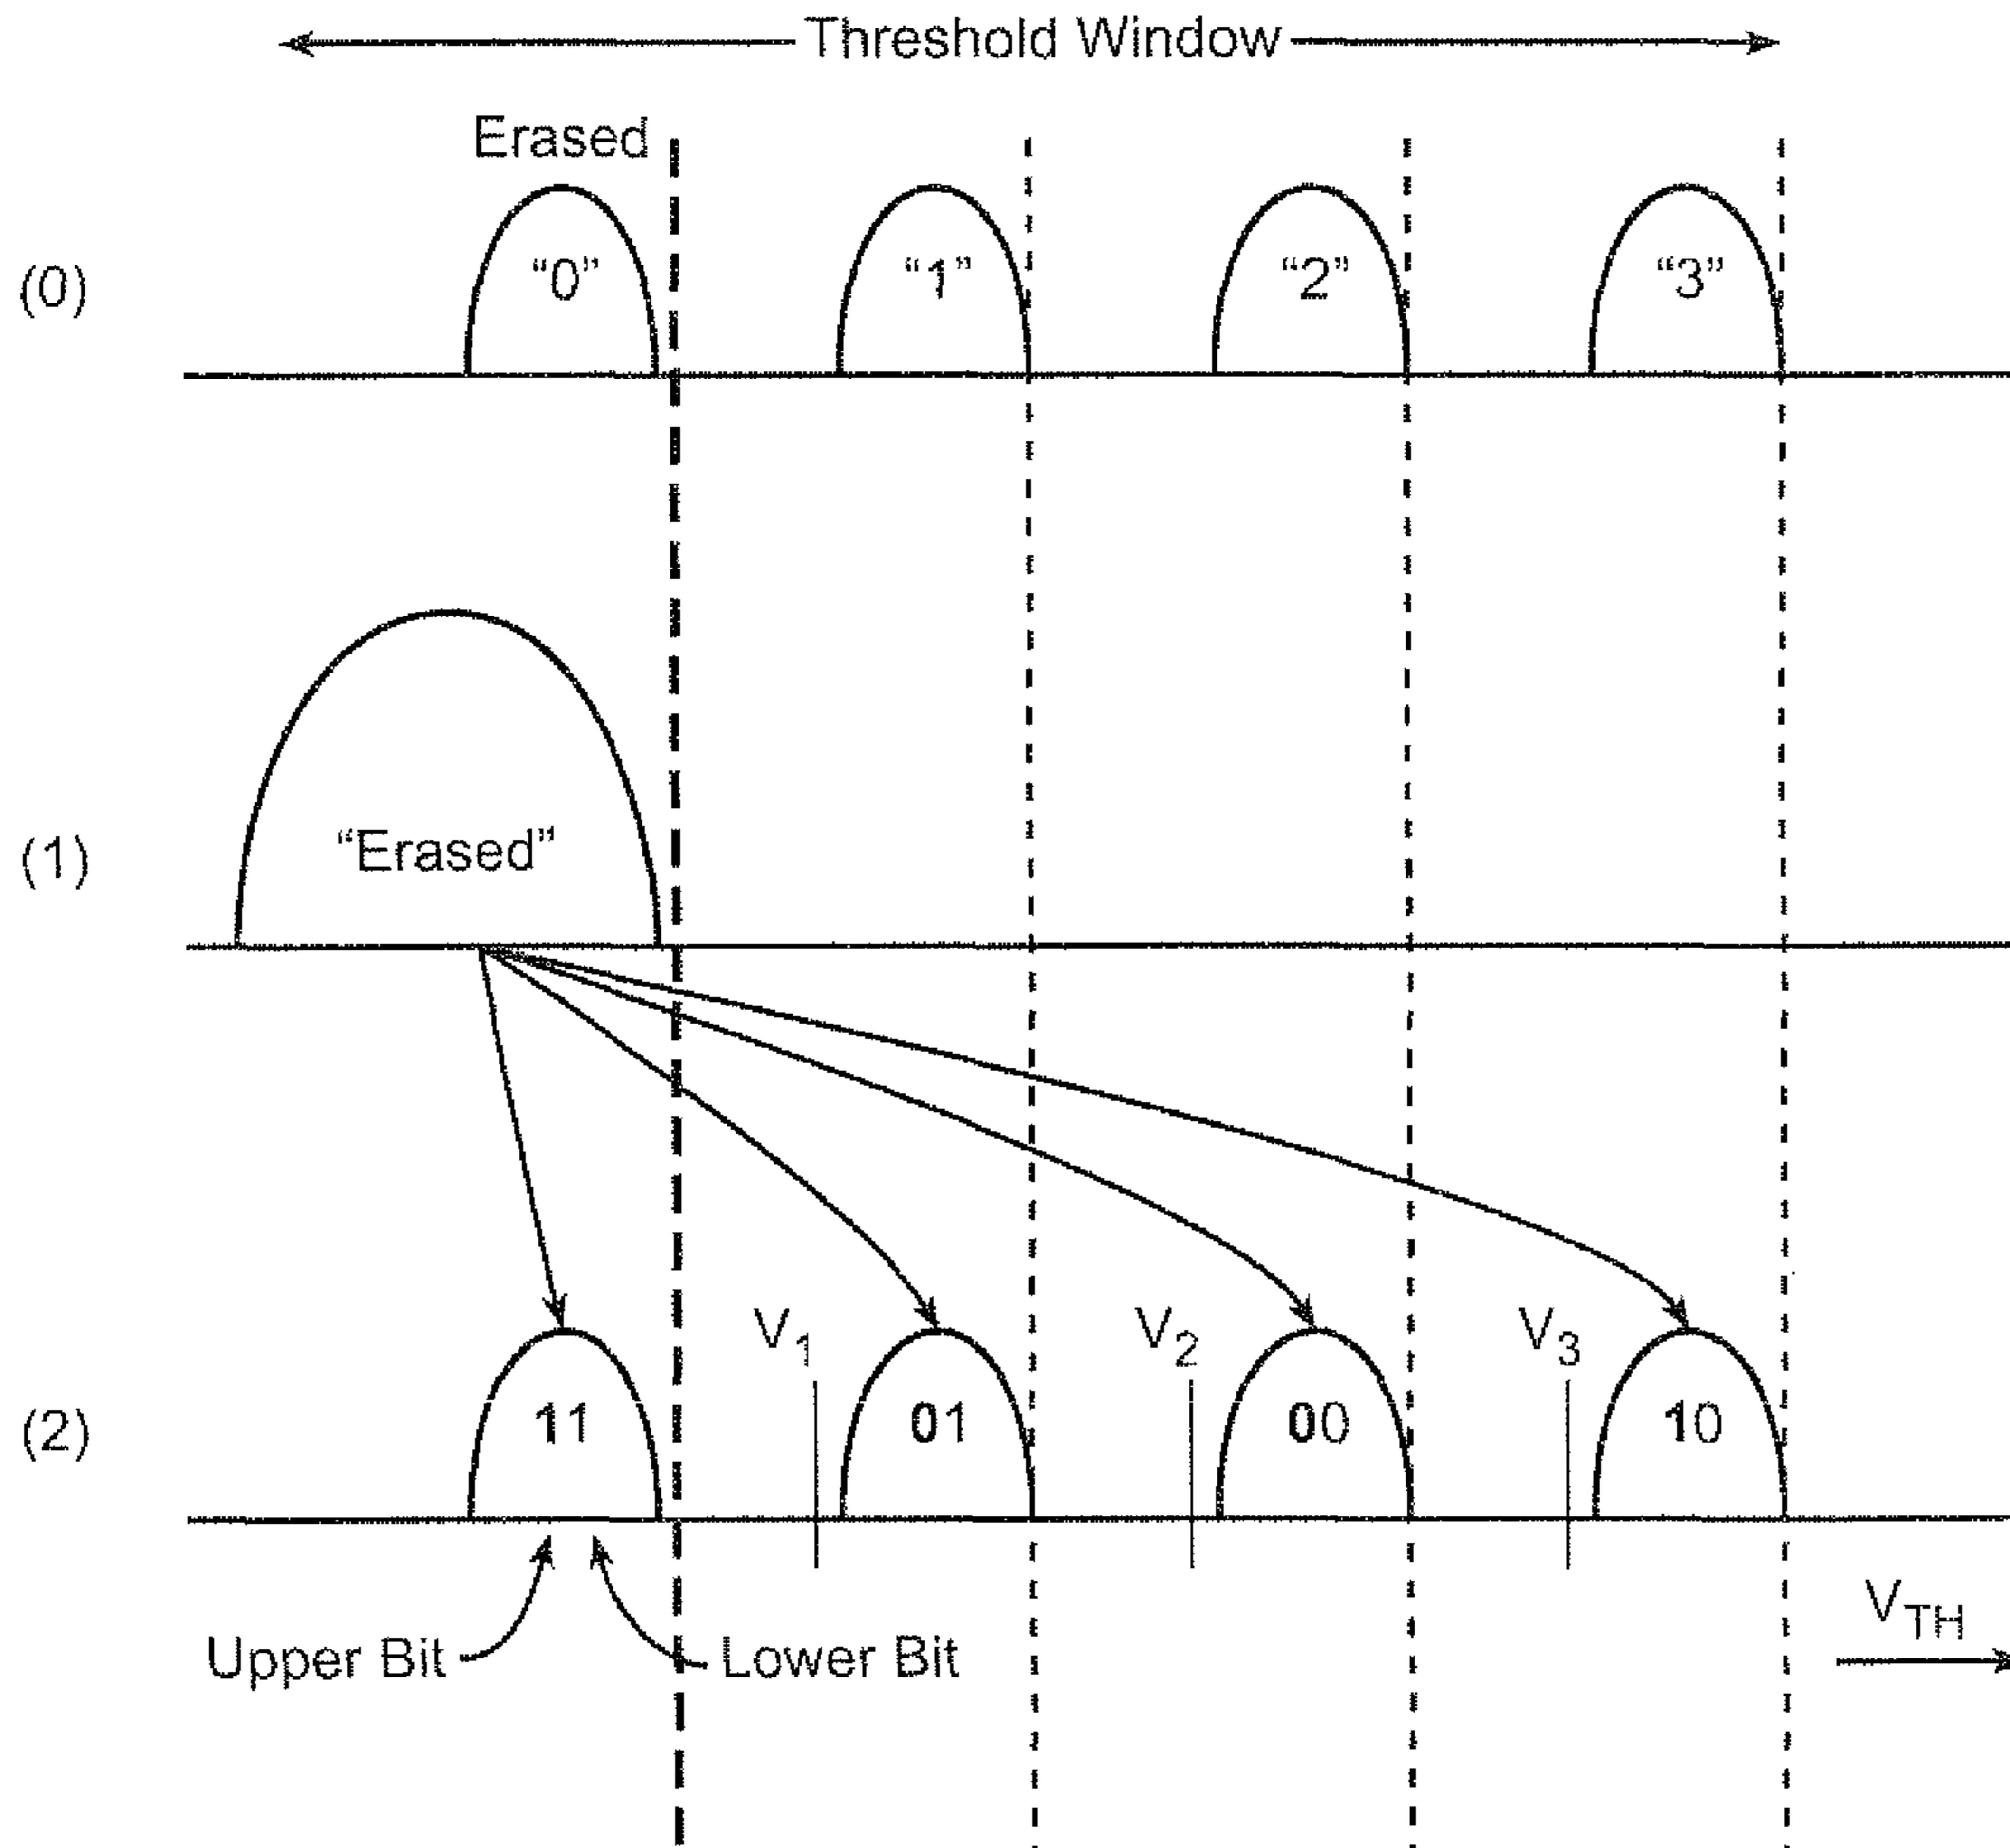 Threshold Window
Erased
(0) “0” “1” “2” “3”
(1) “Erased”
V1 V2 V3
(2) 11 01 00 10
Upper Bit Lower Bit VTH